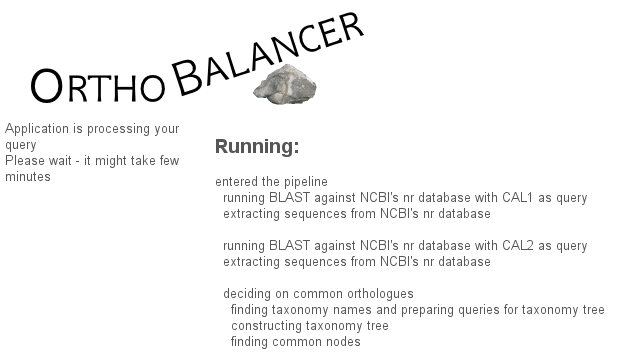 ORTHO BALANCER
Application is processing your
query
Please wait - it might take few
minutes
Running:
entered the pipeline
running BLAST against NCBI's nr database with CAL1 as query
extracting sequences from NCBI's nr database
running BLAST against NCBI's nr database with CAL2 as query
extracting sequences from NCBI's nr database
deciding on common orthologues
finding taxonomy names and preparing queries for taxonomy tree
constructing taxonomy tree
finding common nodes